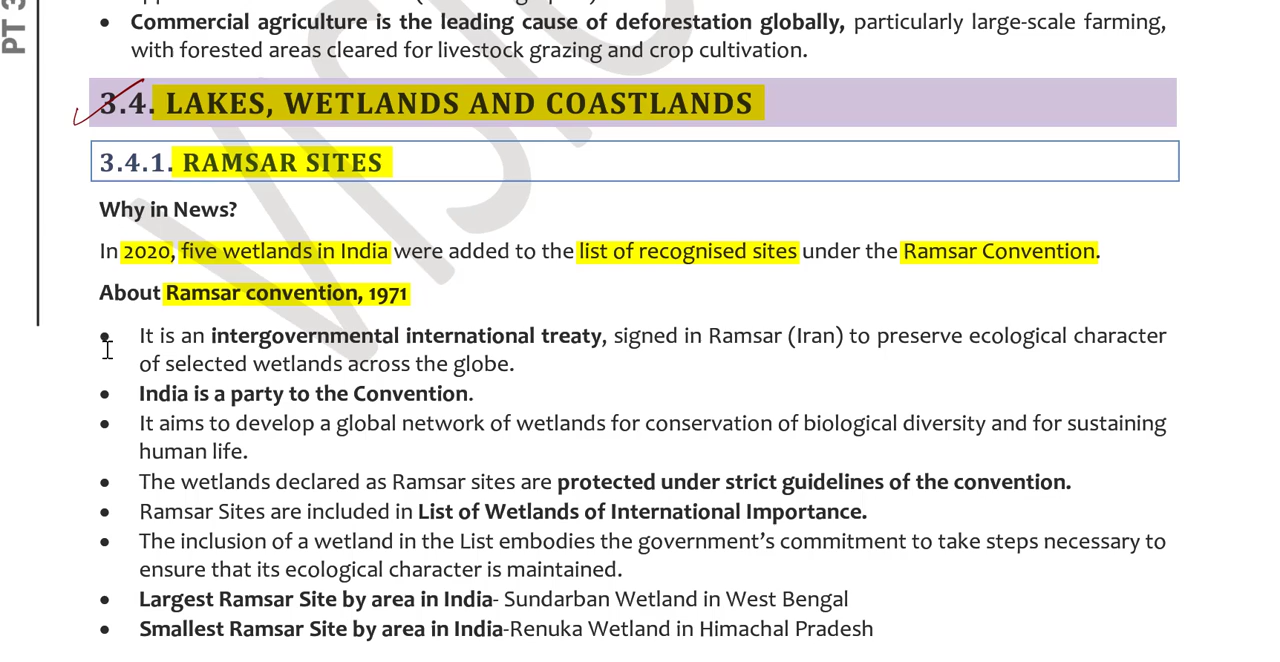 Commercial agriculture is the leading cause of deforestation globally, particularly large-scale farming,
with forested areas cleared for livestock grazing and crop cultivation.
3.4. LAKES, WETLANDS AND COASTLANDS
3.4.1. RAMSAR SITES
Why in News?
In 2020, five wetlands in India were added to the list of recognised sites under the Ramsar Convention.
About Ramsar convention, 1971
• It is an intergovernmental international treaty, signed in Ramsar (Iran) to preserve ecological character
of selected wetlands across the globe.
• India is a party to the Convention.
• It aims to develop a global network of wetlands for conservation of biological diversity and for sustaining
human life.
• The wetlands declared as Ramsar sites are protected under strict guidelines of the convention.
• Ramsar Sites are included in List of Wetlands of International Importance.
• The inclusion of a wetland in the List embodies the government's commitment to take steps necessary to
ensure that its ecological character is maintained.
• Largest Ramsar Site by area in India- Sundarban Wetland in West Bengal
• Smallest Ramsar Site by area in India-Renuka Wetland in Himachal Pradesh
PT 3